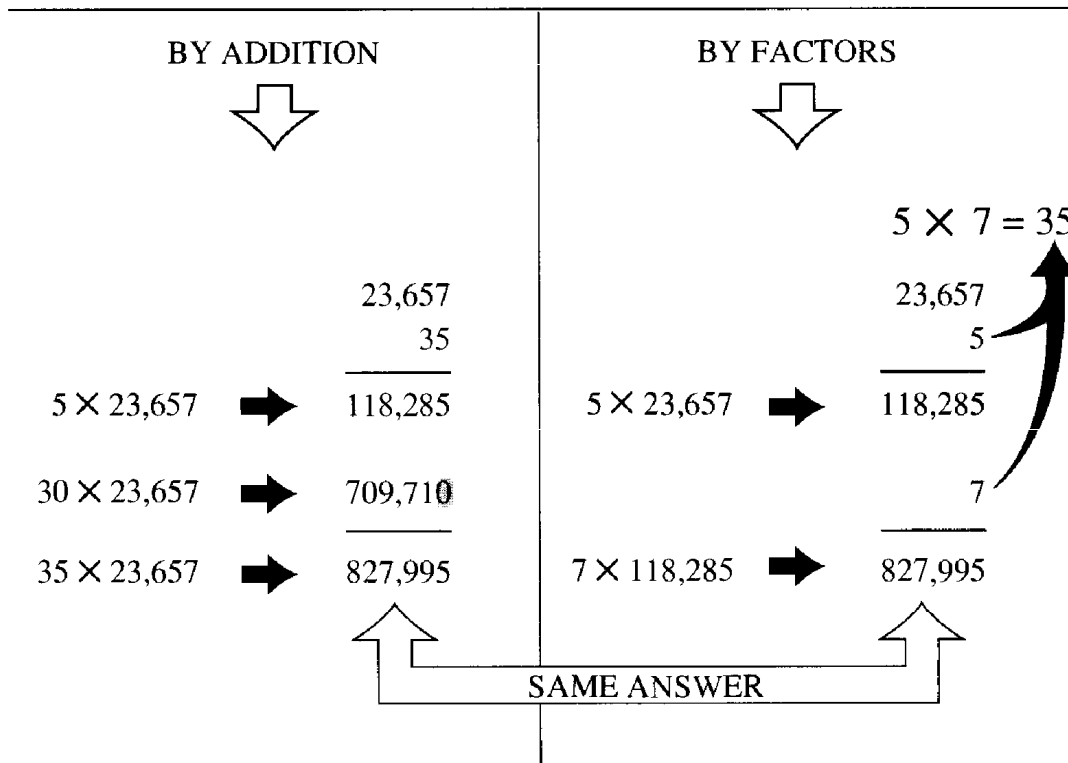 BY ADDITION
23,657
35
5 × 23,657 118,285
30 × 23,657 709,710
35 × 23,657 827,995
BY FACTORS
5 × 7 = 35
23,657
5
5 × 23,657 118,285
7
7 × 118,285 827,995
SAME ANSWER